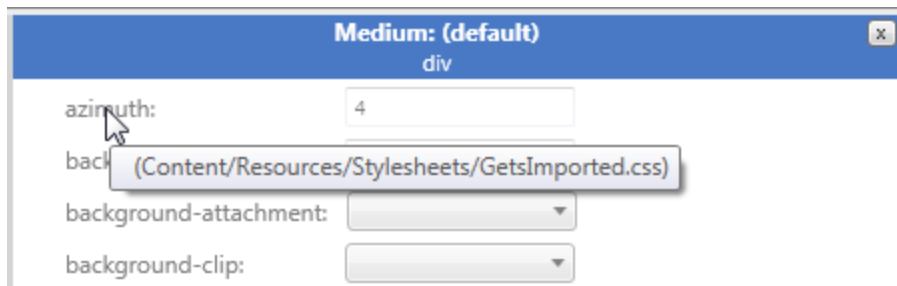 Medium: (default)
x
div
azimuth: 4
back
(Content/Resources/Stylesheets/GetsImported.css)
background-attachment:
background-clip: